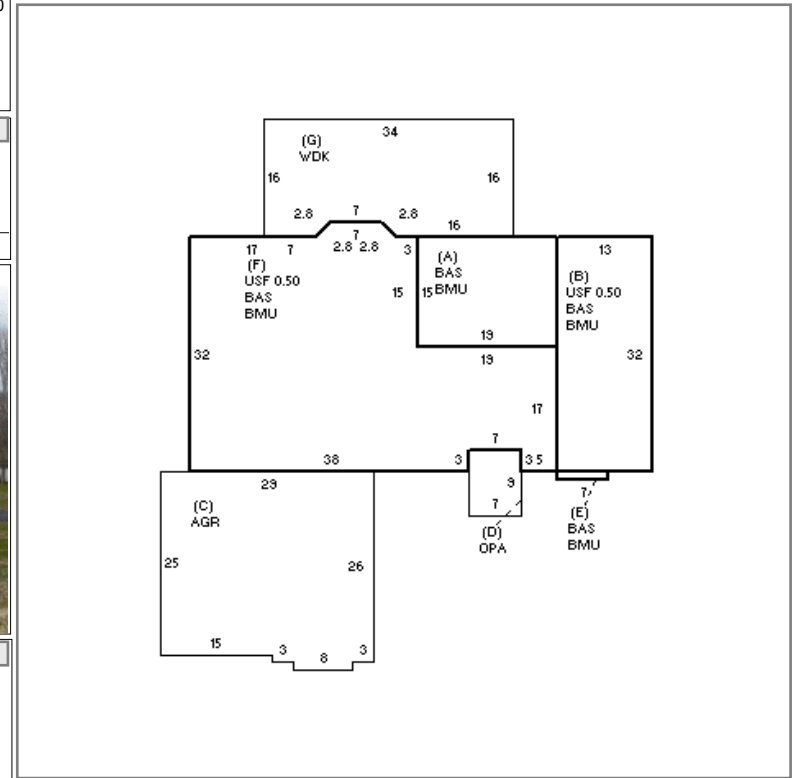 34
(G)
WDK
16
16
2.8
7
2.8
16
17
7
7
2.8
2.8
3
13
(F)
USF 0.50
BAS
BMU
(A)
BAS
BMU
(B)
USF 0.50
BAS
BMU
15
15
19
19
32
32
17
7
38
3
3
5
29
9
7
7
(C)
AGR
(D)
OPA
(E)
BAS
BMU
25
26
15
3
8
3